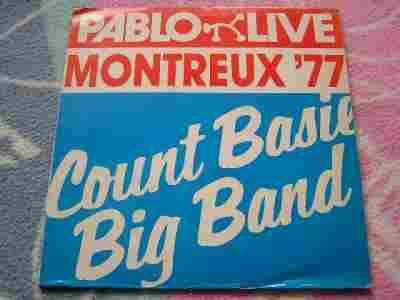 PABLO LIVE
MONTREUX '77
Count Basie
Big Band